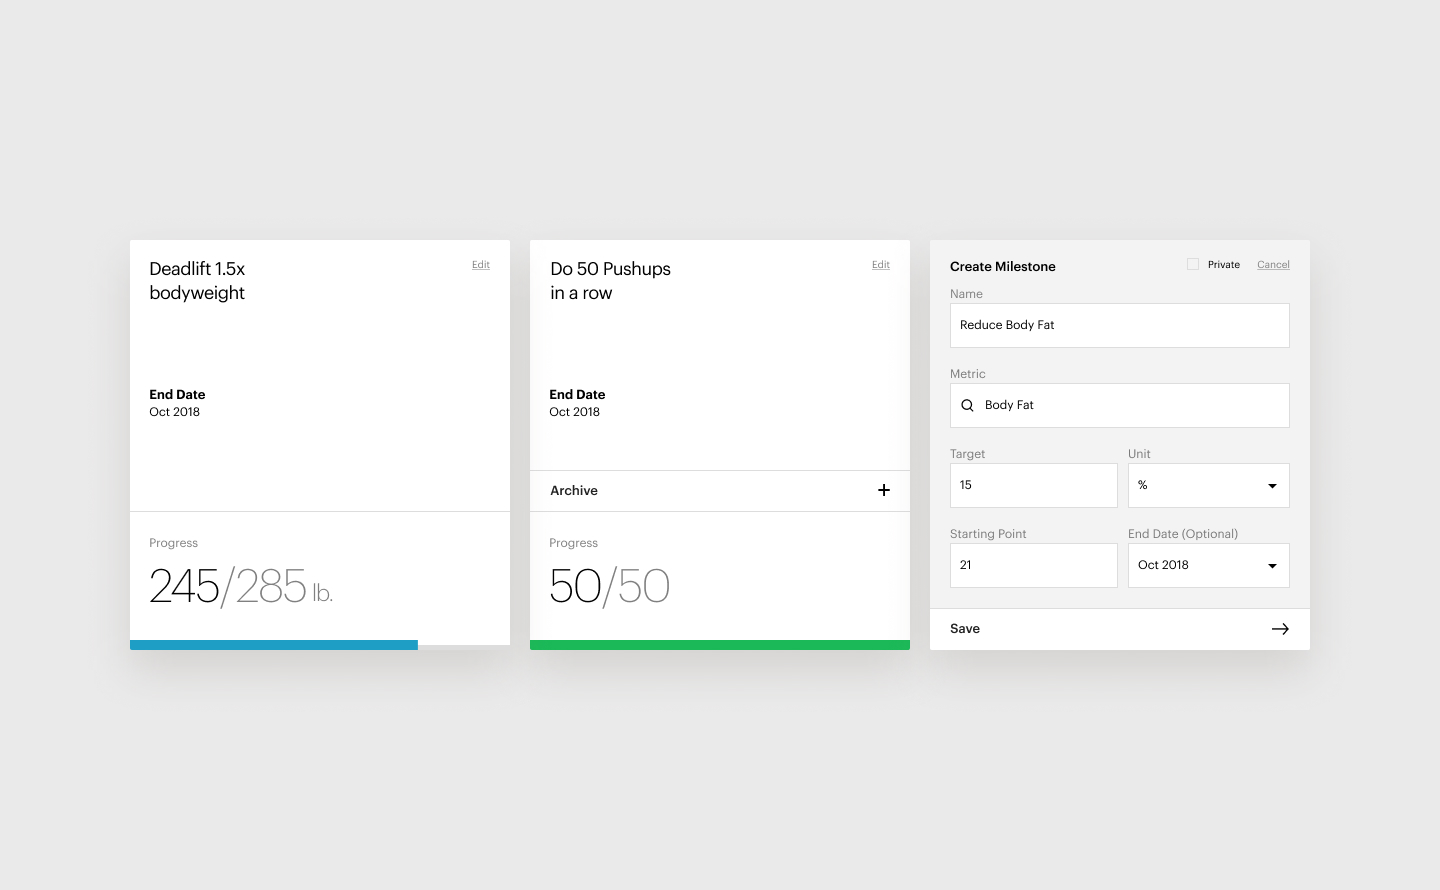 Deadlift 1.5x
bodyweight
Edit
End Date
Oct 2018
Progress
245/285 lb.
Do 50 Pushups
in a row
Edit
End Date
Oct 2018
Archive
Progress
50/50
Create Milestone
Private
Cancel
Name
Reduce Body Fat
Metric
Body Fat
Target
Unit
15
%
Starting Point
End Date (Optional)
21
Oct 2018
Save